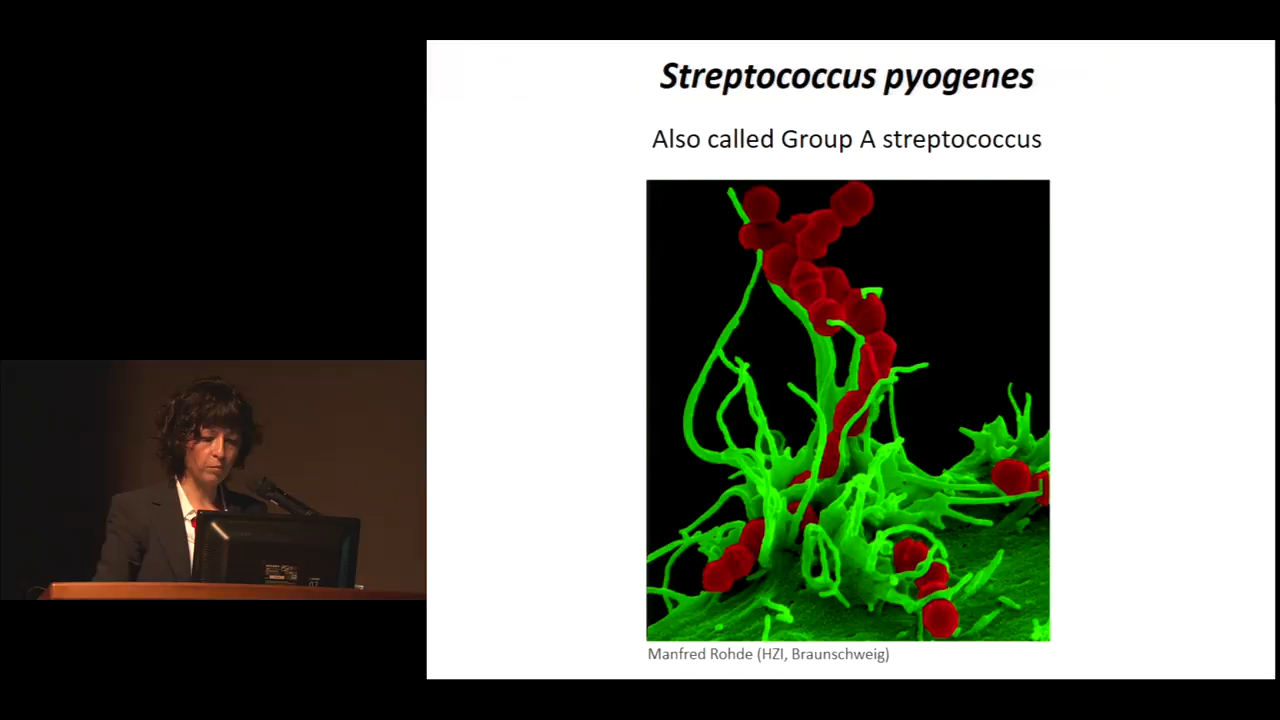 Streptococcus pyogenes
Also called Group A streptococcus
Manfred Rohde (HZI, Braunschweig)